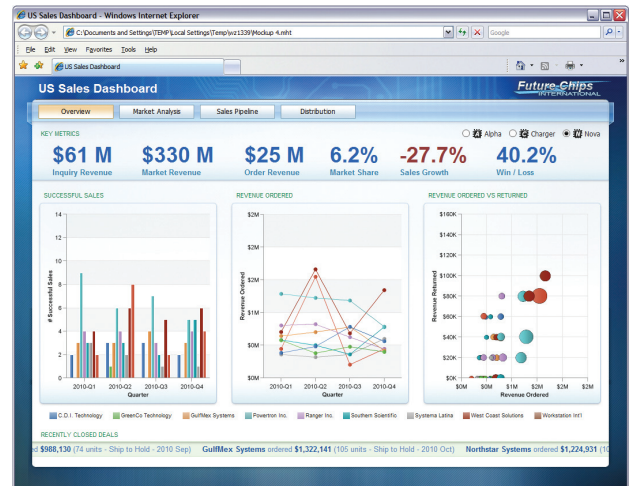 US Sales Dashboard - Windows Internet Explorer
C:\Documents and Settings\TEMP\Local Settings\Temp\wz1339\Mockup 4.mht
Google
File Edit View Favorites Tools Help
US Sales Dashboard
US Sales Dashboard
Future Chips
INTERNATIONAL
Overview Market Analysis Sales Pipeline Distribution
KEY METRICS
Alpha Charger Nova
$61 M $330 M $25 M 6.2% -27.7% 40.2%
Inquiry Revenue Market Revenue Order Revenue Market Share Sales Growth Win / Loss
SUCCESSFUL SALES
14
12
10
8
6
4
2
0
# Successful Sales
2010-Q1 2010-Q2 2010-Q3 2010-Q4
Quarter
REVENUE ORDERED
$2M
$2M
$2M
$1M
$0M
$0M
Revenue Ordered
2010-Q1 2010-Q2 2010-Q3 2010-Q4
Quarter
REVENUE ORDERED VS RETURNED
$160K
$140K
$120K
$100K
$80K
$60K
$40K
$20K
$0K
Revenue Returned
$0M $0M $1M $2M $2M $2M
Revenue Ordered
C.D.I. Technology GreenCo Technology GulfMex Systems Powertron Inc. Ranger Inc. Southern Scientific Systems Latina West Coast Solutions Workstation Int'l
RECENTLY CLOSED DEALS
ed $988,130 (74 units - Ship to Hold - 2010 Sep) GulfMex Systems ordered $1,322,141 (105 units - Ship to Hold - 2010 Oct) Northstar Systems ordered $1,224,931 (10